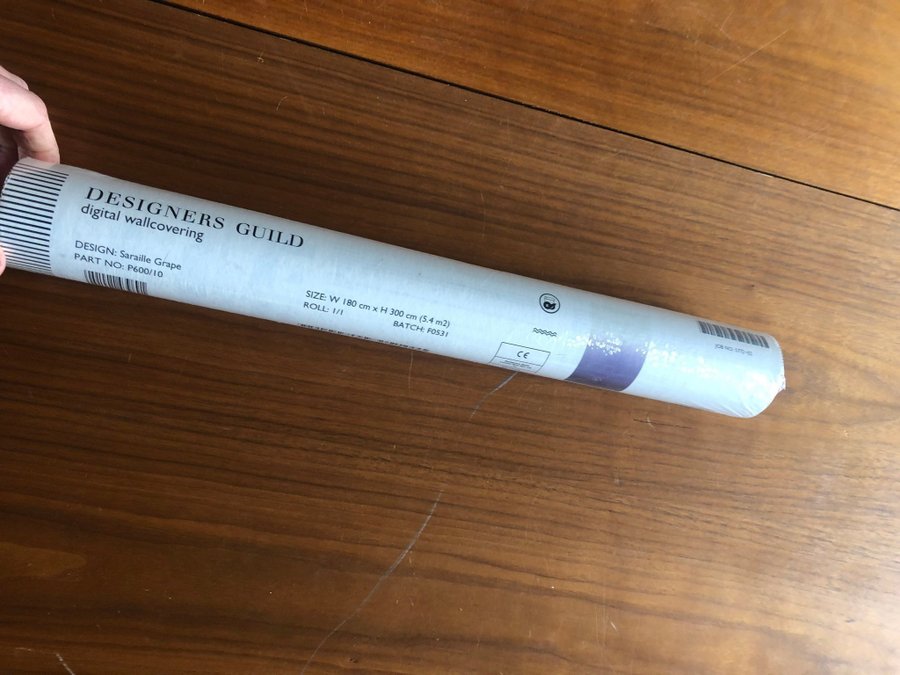 DESIGNERS GUILD
digital wallcovering
DESIGN: Saraille Grape
PART NO: P600/10
SIZE: W 180 cm x H 300 cm (5.4 m2)
ROLL: 1/1
BATCH: F0531
CE